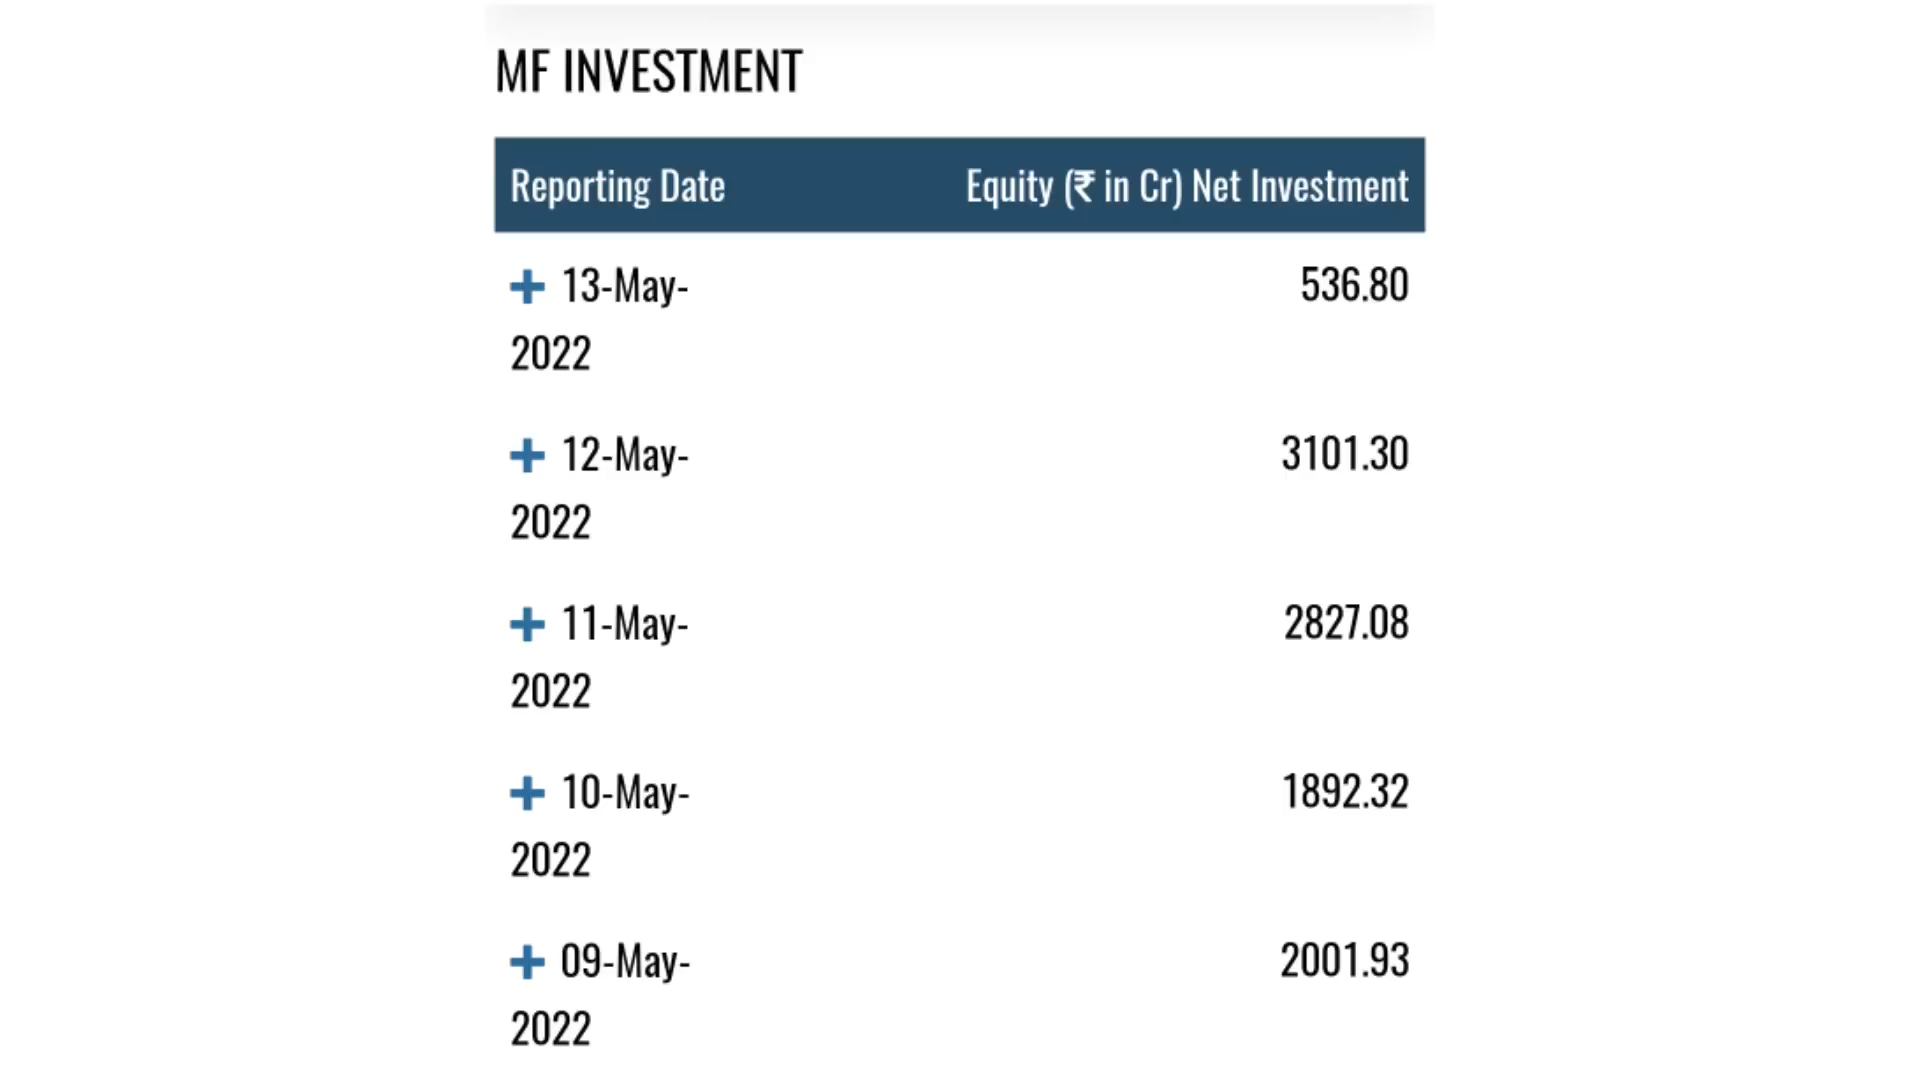 MF INVESTMENT
Reporting Date Equity (₹ in Cr) Net Investment
+ 13-May- 536.80
2022
+ 12-May- 3101.30
2022
+ 11-May- 2827.08
2022
+ 10-May- 1892.32
2022
+ 09-May- 2001.93
2022